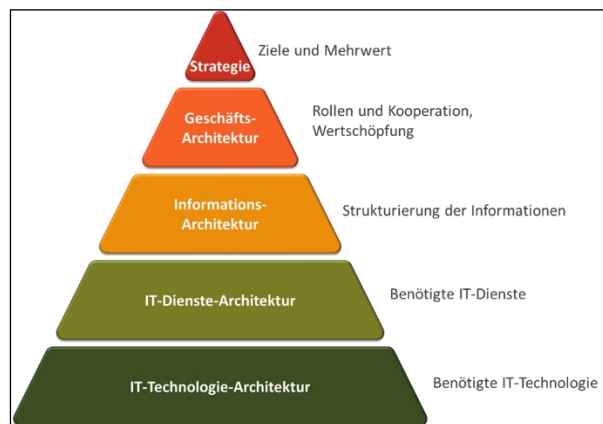 Strategie
Ziele und Mehrwert
Geschäfts-
Architektur
Rollen und Kooperation,
Wertschöpfung
Informations-
Architektur
Strukturierung der Informationen
IT-Dienste-Architektur
Benötigte IT-Dienste
IT-Technologie-Architektur
Benötigte IT-Technologie